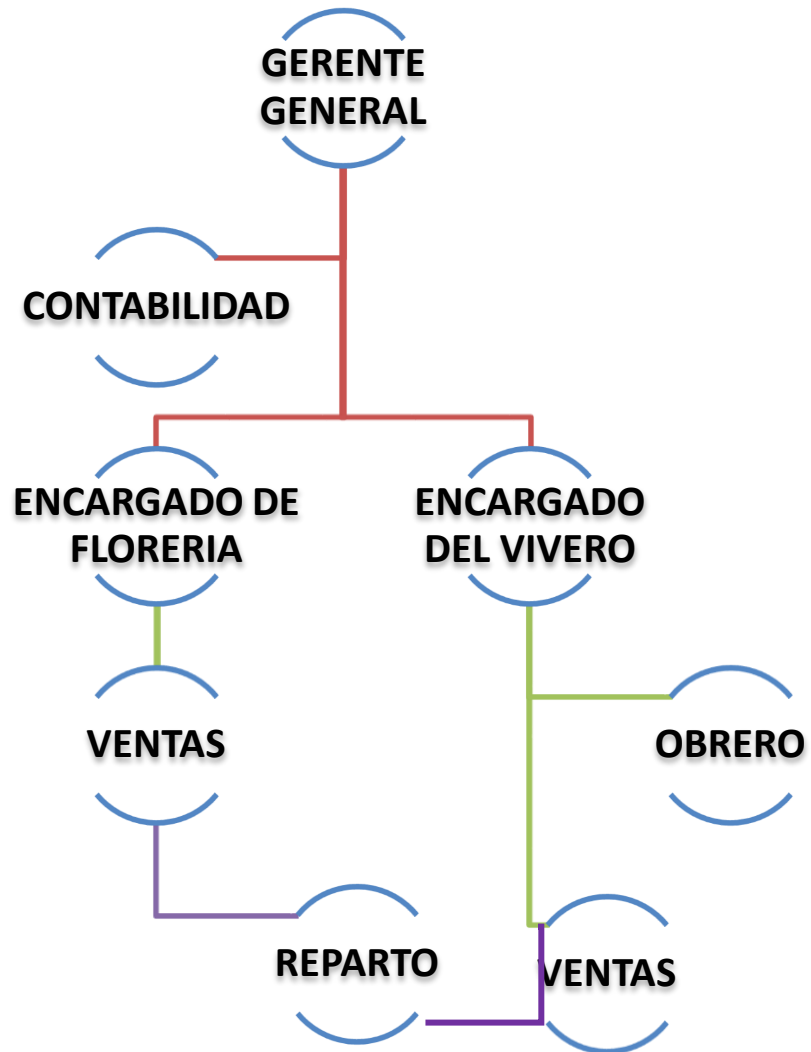 GERENTE
GENERAL
CONTABILIDAD
ENCARGADO DE
FLORERIA
ENCARGADO
DEL VIVERO
VENTAS
OBRERO
REPARTO
VENTAS